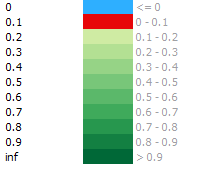 0 <= 0
0.1 0 - 0.1
0.2 0.1 - 0.2
0.3 0.2 - 0.3
0.4 0.3 - 0.4
0.5 0.4 - 0.5
0.6 0.5 - 0.6
0.7 0.6 - 0.7
0.8 0.7 - 0.8
0.9 0.8 - 0.9
inf > 0.9